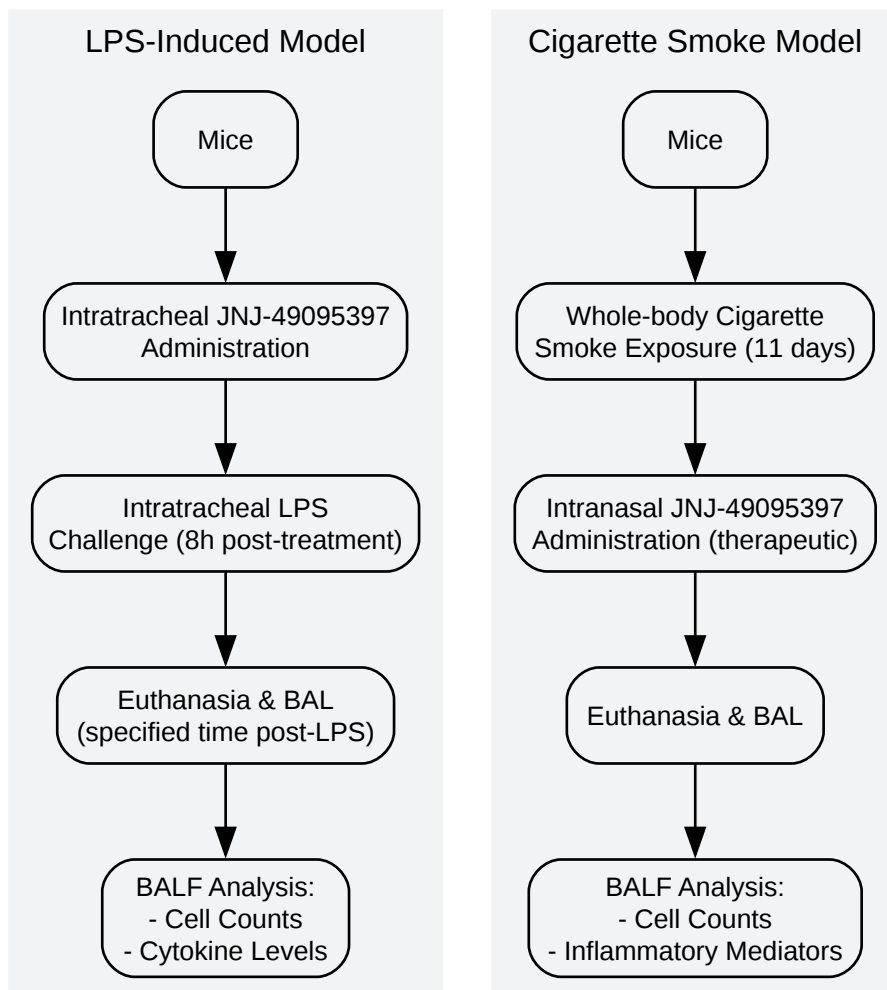 LPS-Induced Model
Mice
Intratracheal JNJ-49095397
Administration
Intratracheal LPS
Challenge (8h post-treatment)
Euthanasia & BAL
(specified time post-LPS)
BALF Analysis:
- Cell Counts
- Cytokine Levels
Cigarette Smoke Model
Mice
Whole-body Cigarette
Smoke Exposure (11 days)
Intranasal JNJ-49095397
Administration (therapeutic)
Euthanasia & BAL
BALF Analysis:
- Cell Counts
- Inflammatory Mediators